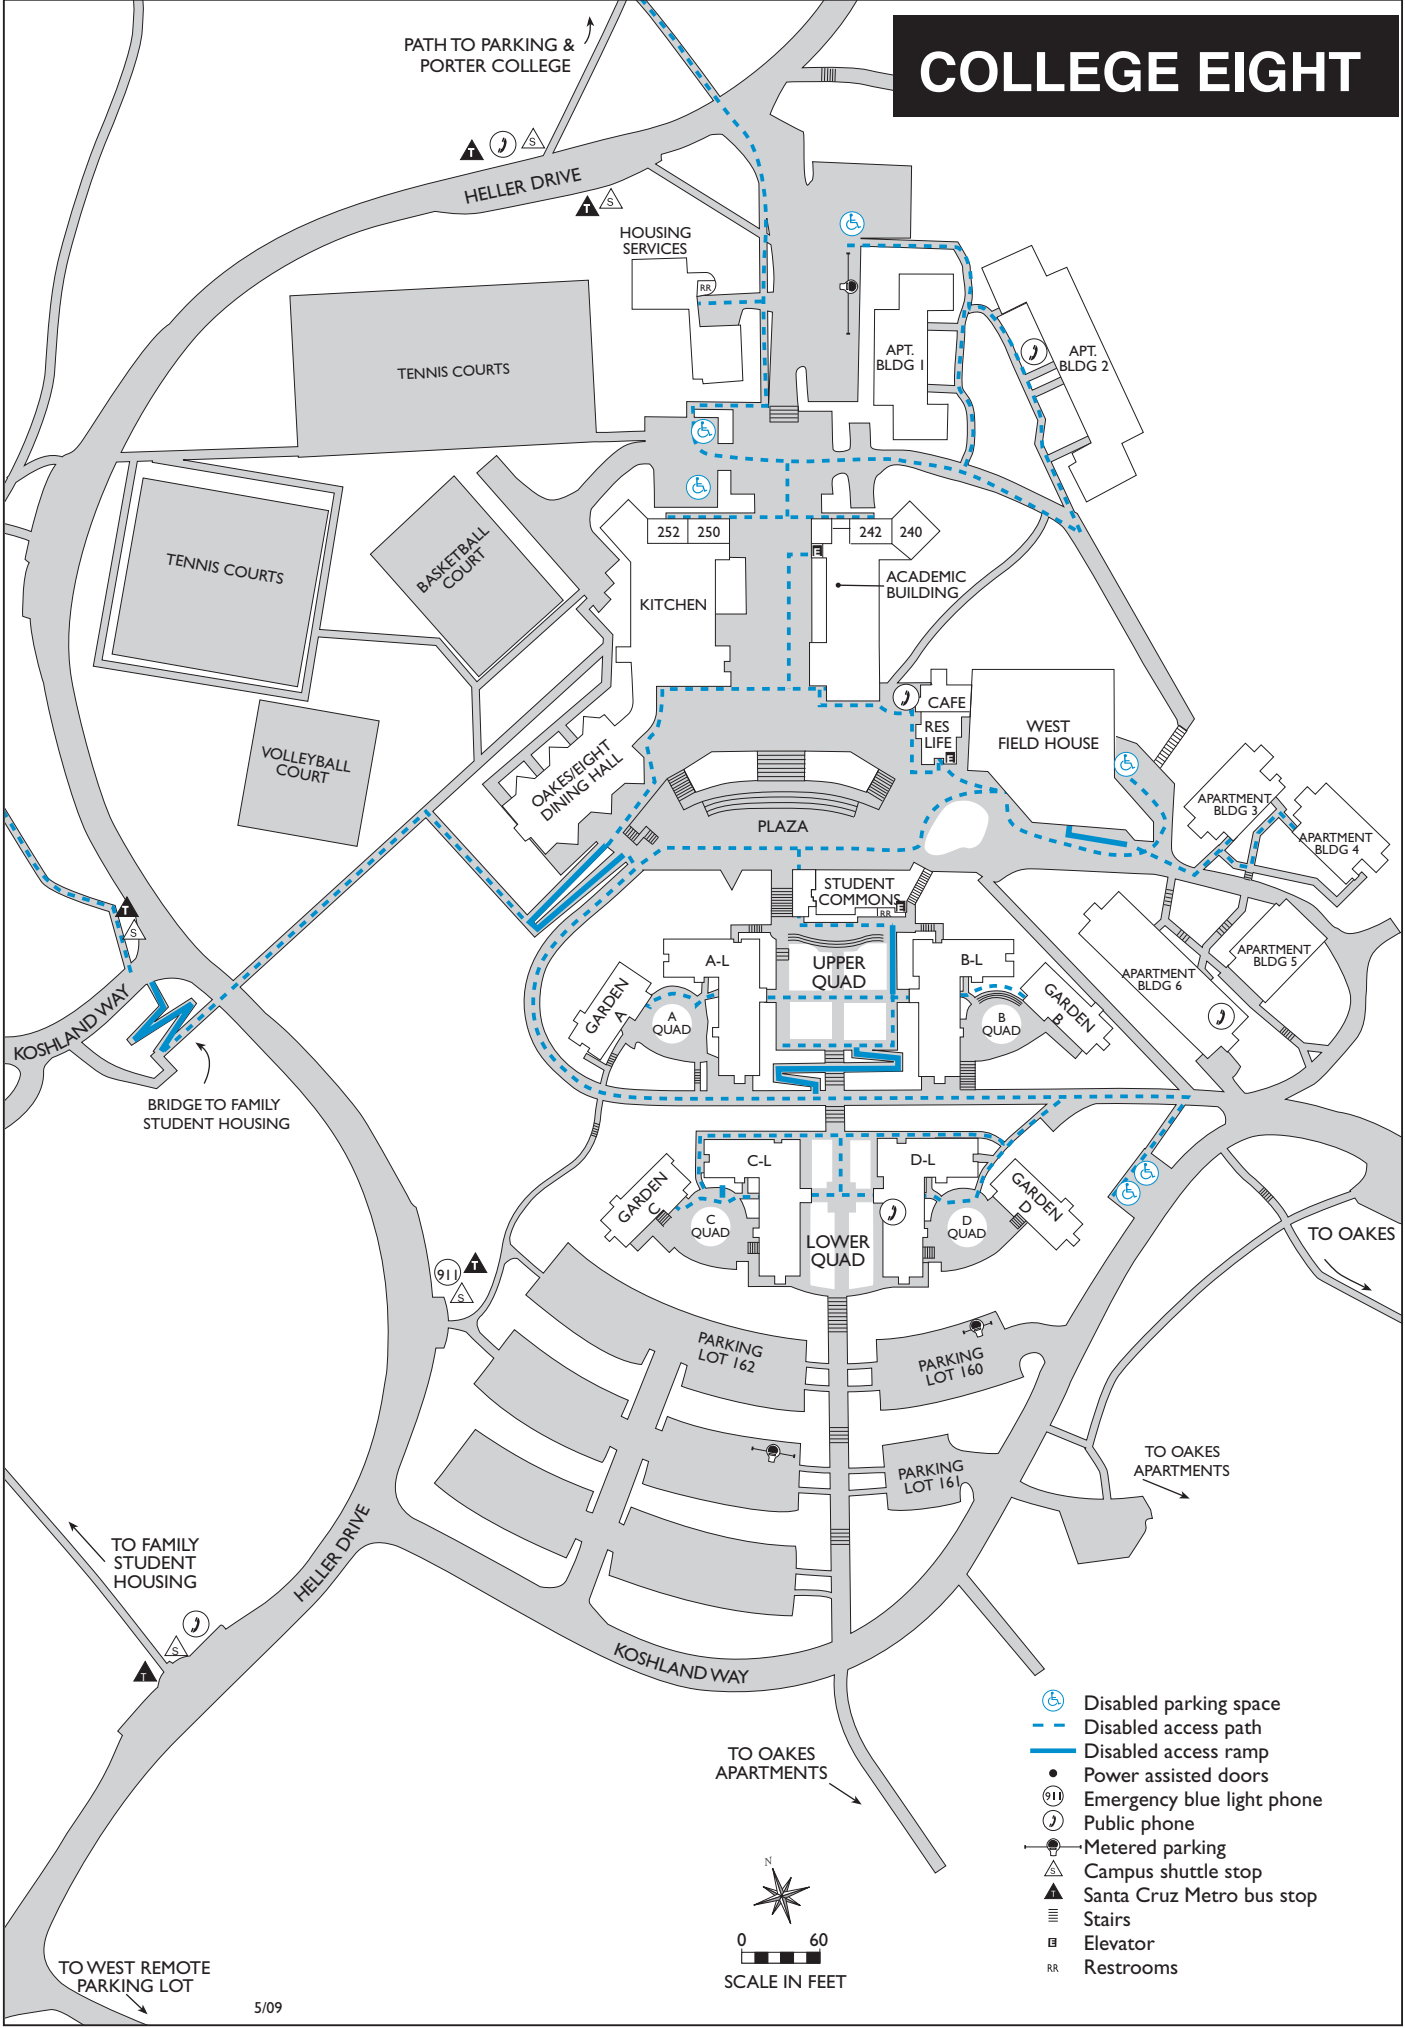 COLLEGE EIGHT
PATH TO PARKING &
PORTER COLLEGE
T
S
HELLER DRIVE
T
S
HOUSING
SERVICES
RR
TENNIS COURTS
APT.
BLDG 1
APT.
BLDG 2
TENNIS COURTS
BASKETBALL
COURT
252
250
242
240
E
KITCHEN
ACADEMIC
BUILDING
CAFE
RES
LIFE
E
WEST
FIELD HOUSE
VOLLEYBALL
COURT
OAKES/EIGHT
DINING HALL
PLAZA
APARTMENT
BLDG 3
APARTMENT
BLDG 4
STUDENT
COMMONS
RR
E
T
S
A-L
UPPER
QUAD
B-L
APARTMENT
BLDG 5
APARTMENT
BLDG 6
GARDEN
A
A
QUAD
B
QUAD
GARDEN
B
KOSHLAND WAY
BRIDGE TO FAMILY
STUDENT HOUSING
C-L
D-L
GARDEN
C
C
QUAD
LOWER
QUAD
D
QUAD
GARDEN
D
TO OAKES
911
T
S
PARKING
LOT 162
PARKING
LOT 160
PARKING
LOT 161
TO OAKES
APARTMENTS
HELLER DRIVE
TO FAMILY
STUDENT
HOUSING
S
T
KOSHLAND WAY
TO OAKES
APARTMENTS
Disabled parking space
Disabled access path
Disabled access ramp
Power assisted doors
911 Emergency blue light phone
Public phone
Metered parking
S Campus shuttle stop
T Santa Cruz Metro bus stop
Stairs
E Elevator
RR Restrooms
N
0 60
SCALE IN FEET
TO WEST REMOTE
PARKING LOT
5/09